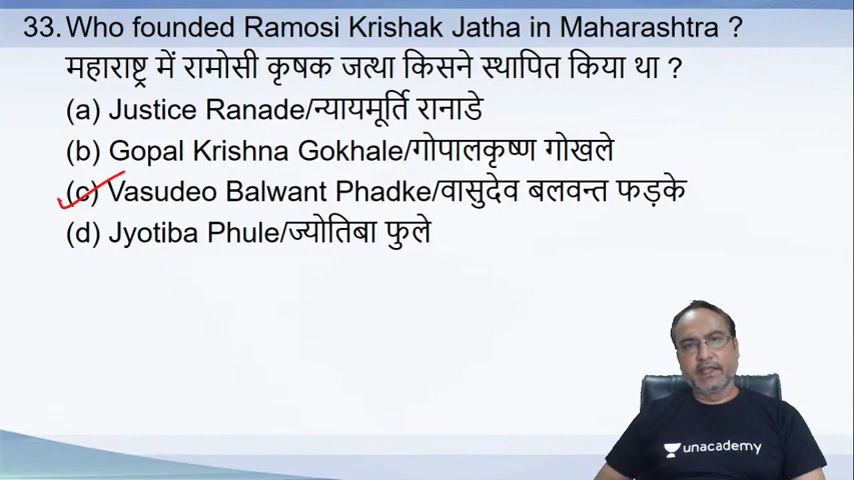 33. Who founded Ramosi Krishak Jatha in Maharashtra ?
महाराष्ट्र में रामोसी कृषक जत्था किसने स्थापित किया था ?
(a) Justice Ranade/न्यायमूर्ति रानाडे
(b) Gopal Krishna Gokhale/गोपालकृष्ण गोखले
(c) Vasudeo Balwant Phadke/वासुदेव बलवन्त फड़के
(d) Jyotiba Phule/ज्योतिबा फुले
unacademy